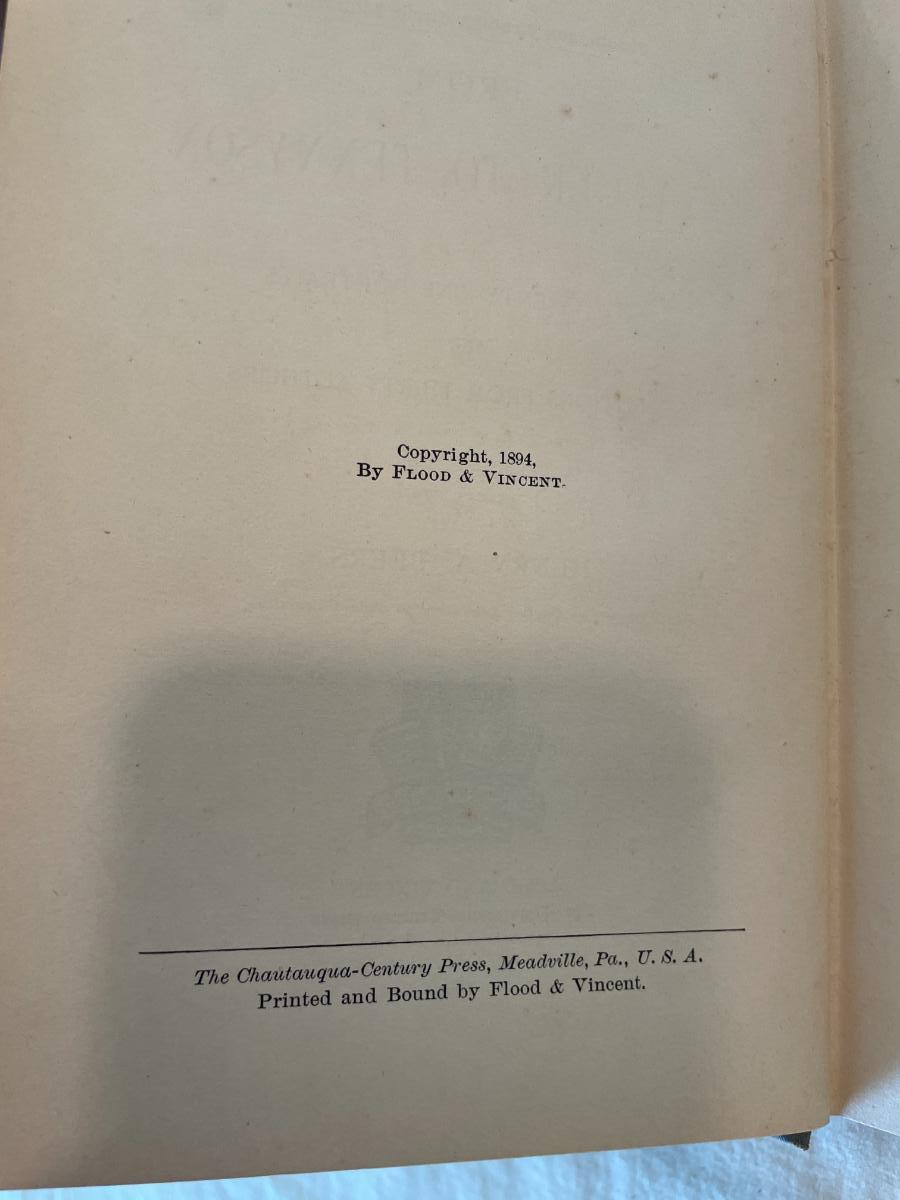 Copyright, 1894,
By FLOOD & VINCENT.
The Chautauqua-Century Press, Meadville, Pa., U. S. A.
Printed and Bound by Flood & Vincent.